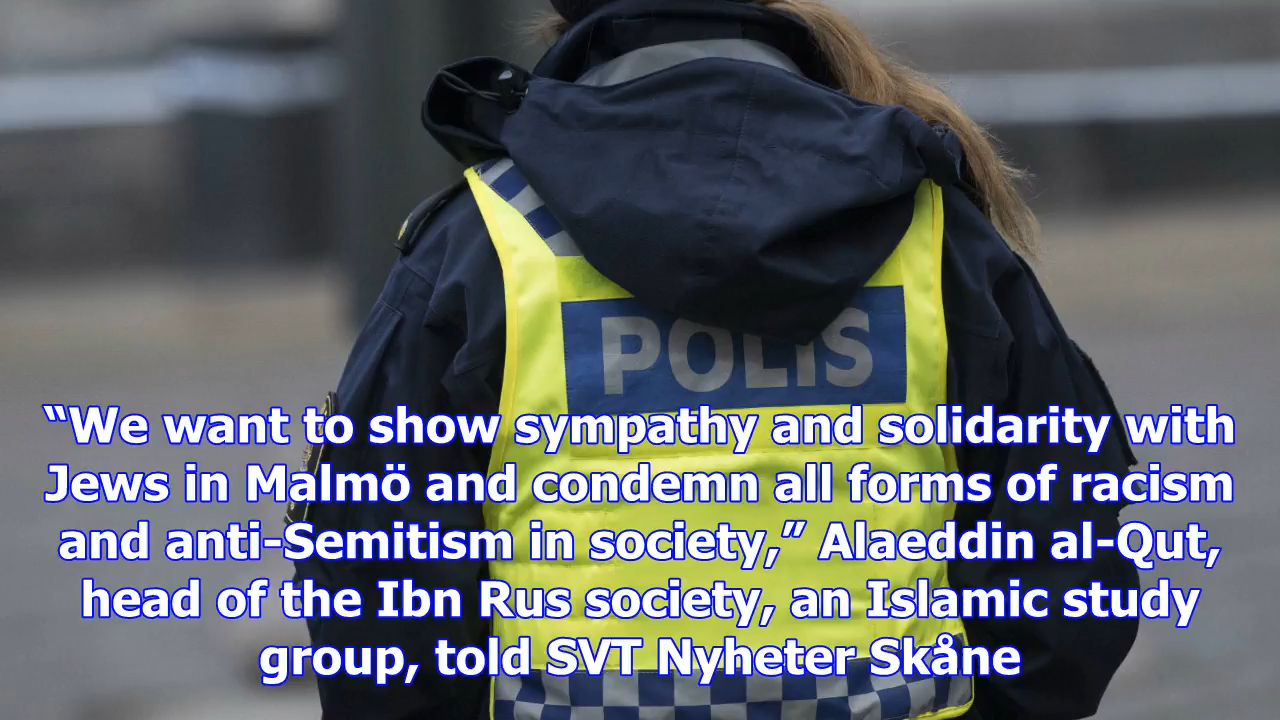 POLIS
“We want to show sympathy and solidarity with
Jews in Malmö and condemn all forms of racism
and anti-Semitism in society,” Alaeddin al-Qut,
head of the Ibn Rus society, an Islamic study
group, told SVT Nyheter Skåne